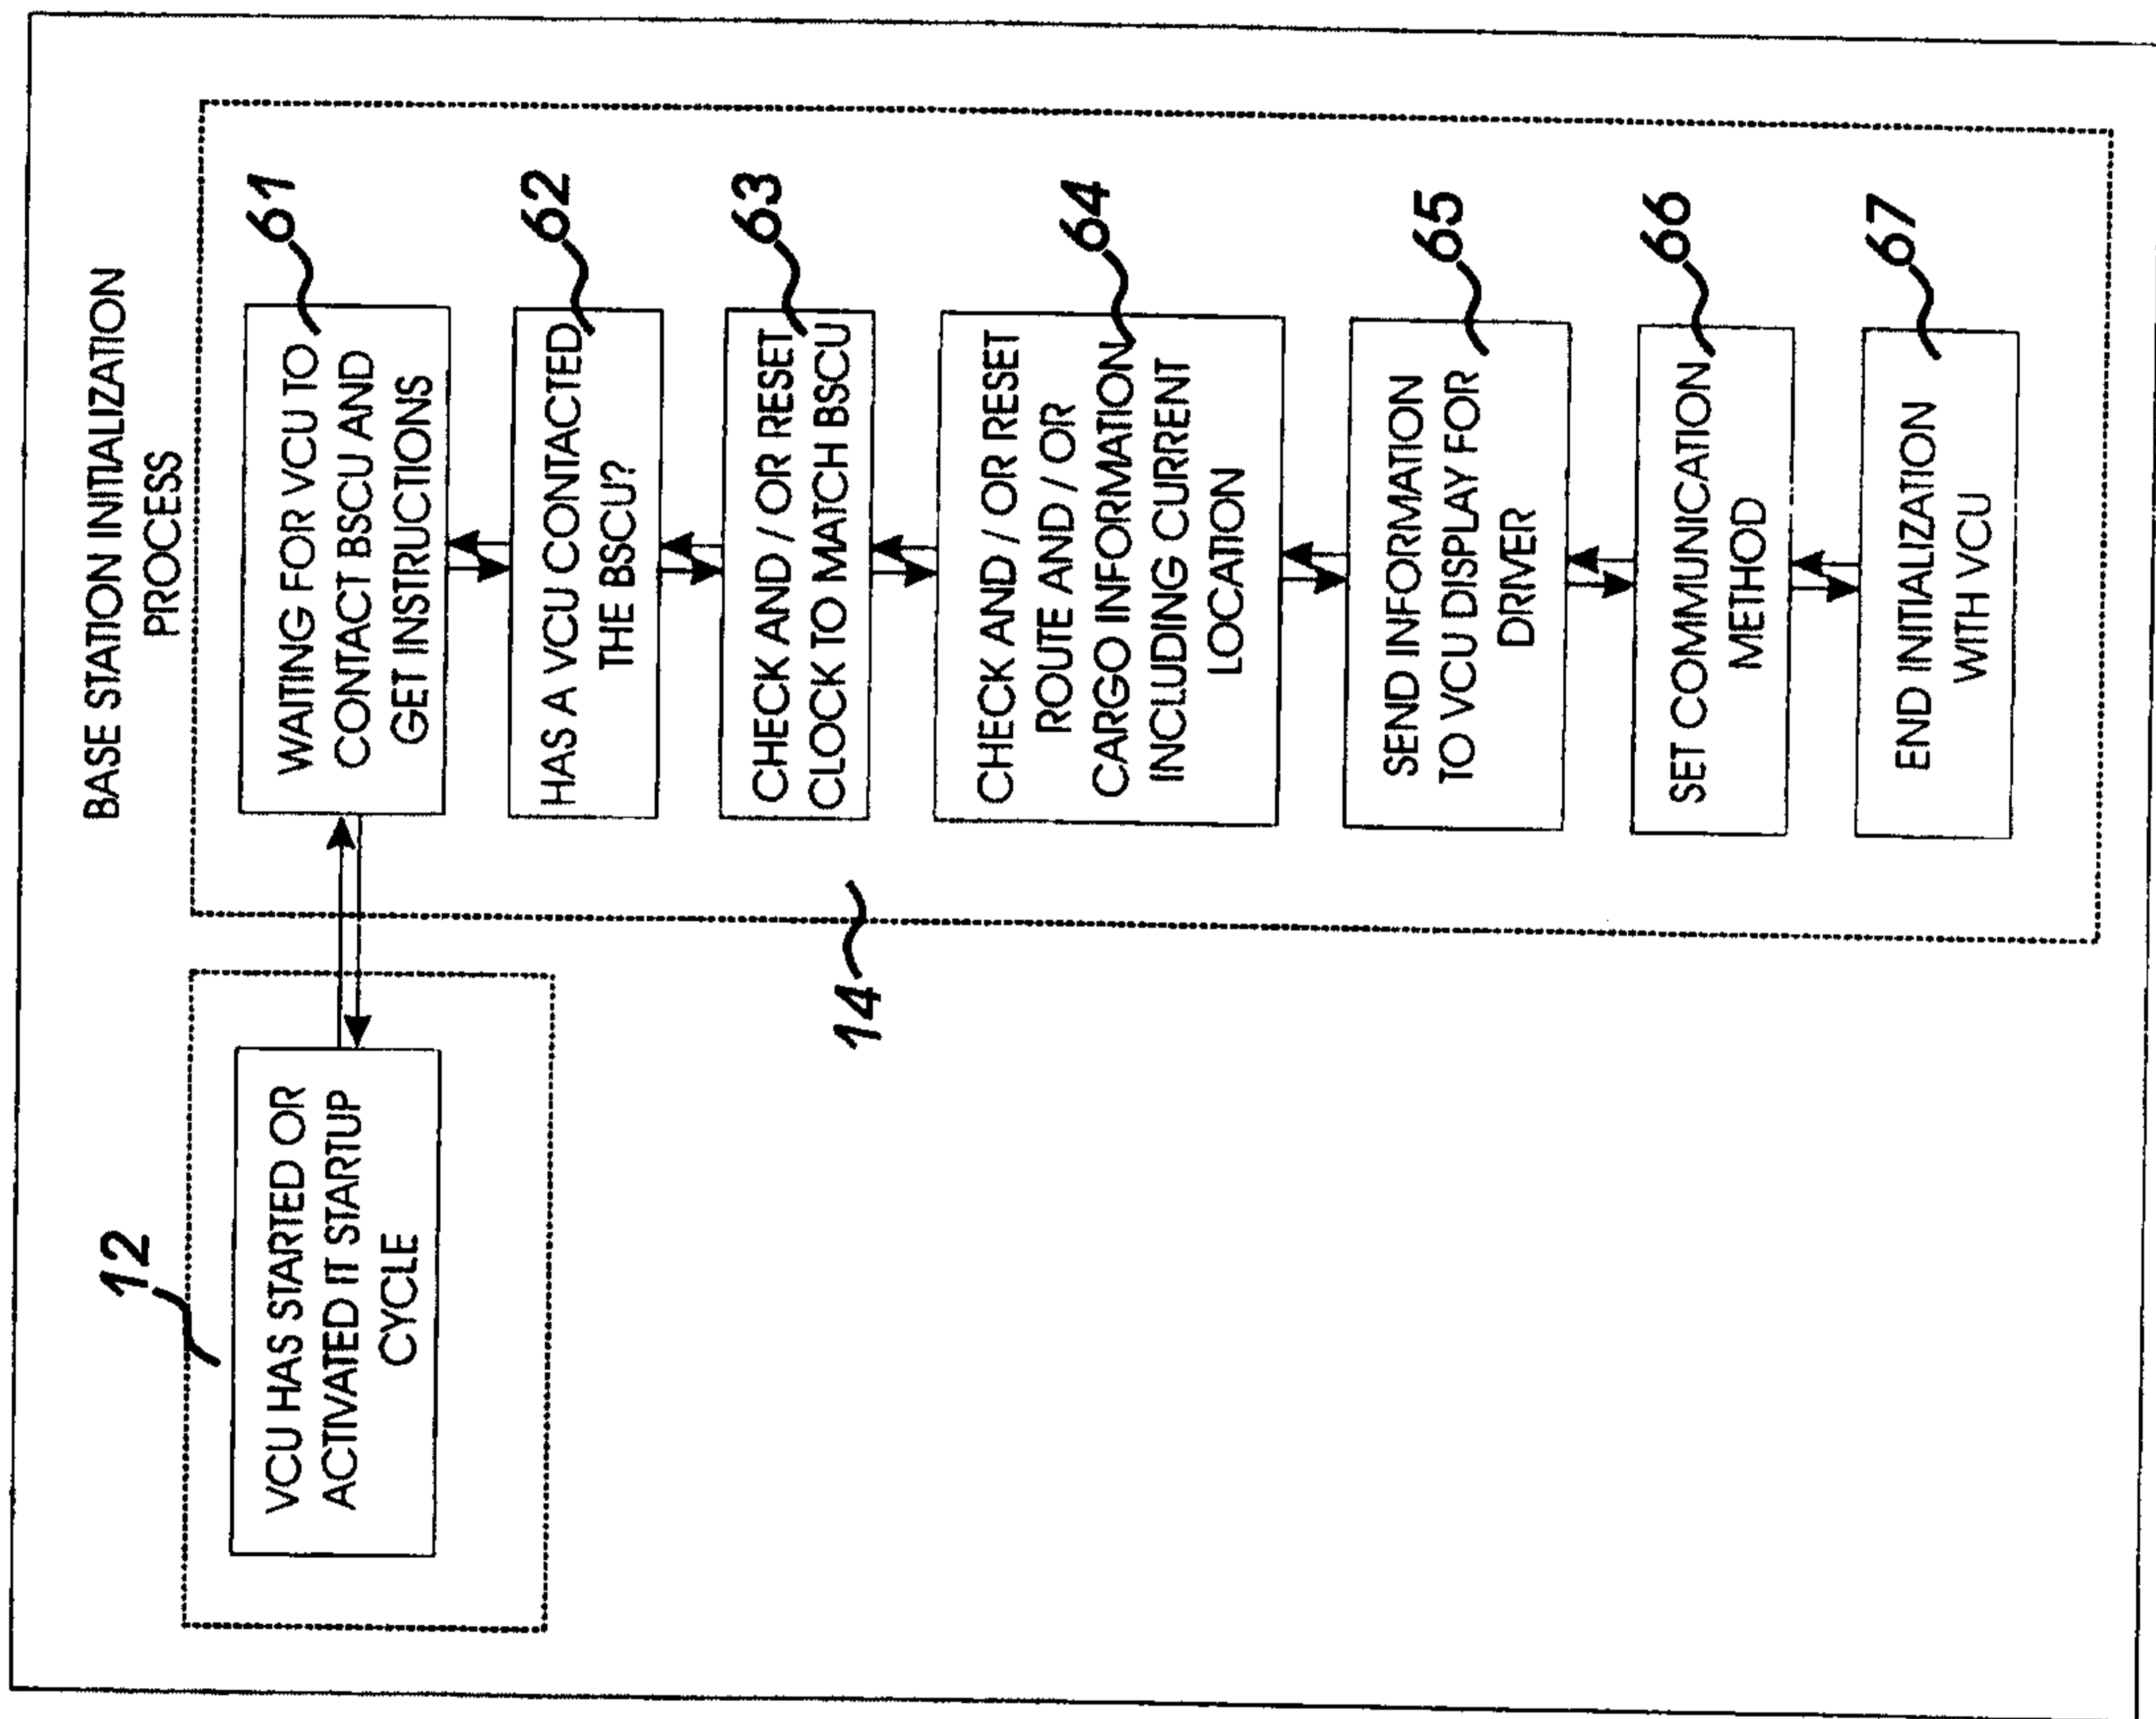 BASE STATION INITIALIZATION
PROCESS
12
VCU HAS STARTED OR
ACTIVATED IT STARTUP
CYCLE
14
61
WAITING FOR VCU TO
CONTACT BSCU AND
GET INSTRUCTIONS
62
HAS A VCU CONTACTED
THE BSCU?
63
CHECK AND / OR RESET
CLOCK TO MATCH BSCU
64
CHECK AND / OR RESET
ROUTE AND / OR
CARGO INFORMATION
INCLUDING CURRENT
LOCATION
65
SEND INFORMATION
TO VCU DISPLAY FOR
DRIVER
66
SET COMMUNICATION
METHOD
67
END INITIALIZATION
WITH VCU